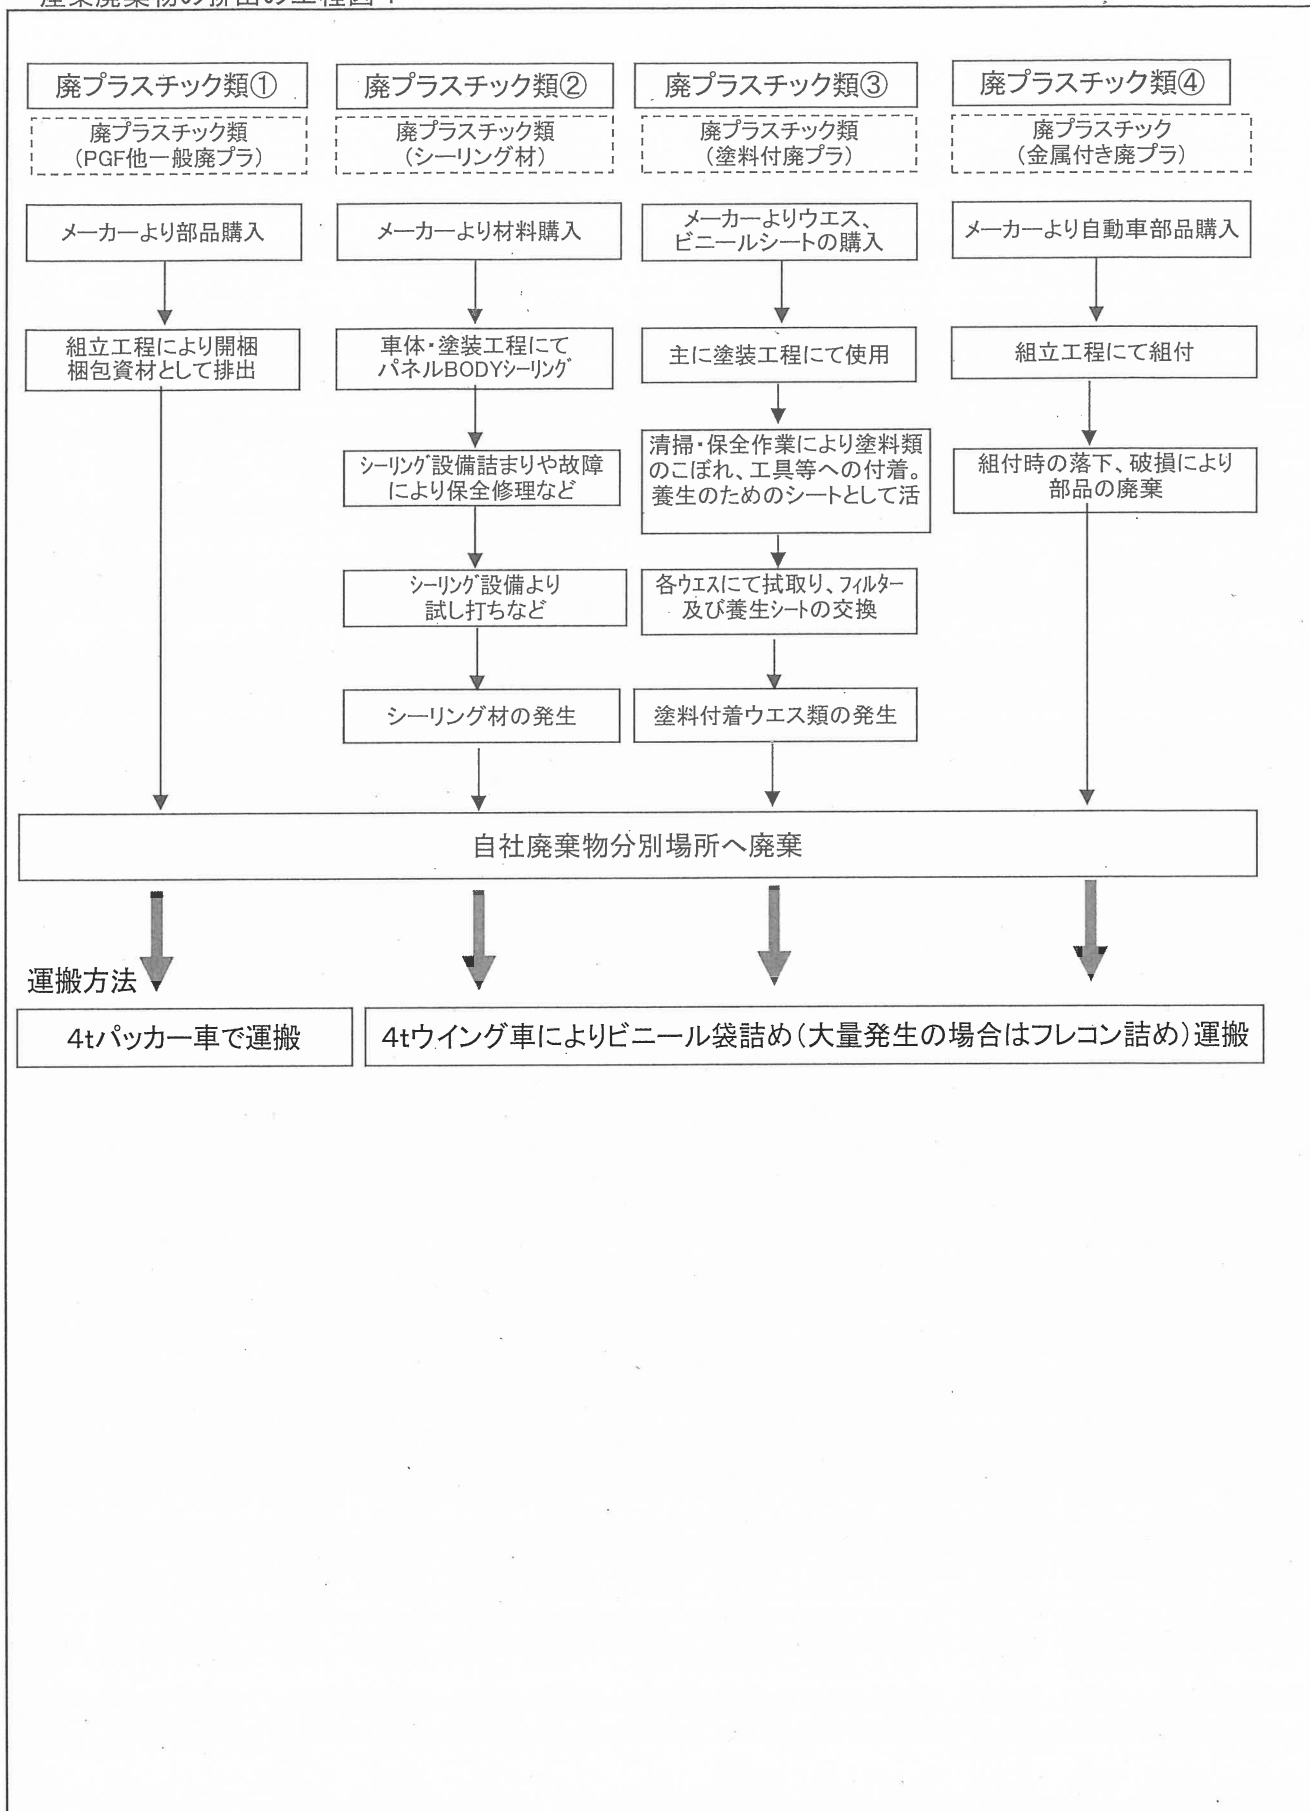 産業廃棄物の排出の工程図
廃プラスチック類①
廃プラスチック類
(PGF他一般廃プラ)
メーカーより部品購入
組立工程により開梱
梱包資材として排出
廃プラスチック類②
廃プラスチック類
(シーリング材)
メーカーより材料購入
車体・塗装工程にて
パネルBODYシーリング
シーリング設備詰まりや故障
により保全修理など
シーリング設備より
試し打ちなど
シーリング材の発生
廃プラスチック類③
廃プラスチック類
(塗料付廃プラ)
メーカーよりウエス、
ビニールシートの購入
主に塗装工程にて使用
清掃・保全作業により塗料類
のこぼれ、工具等への付着。
養生のためのシートとして活
各ウエスにて拭取り、フィルター
及び養生シートの交換
塗料付着ウエス類の発生
廃プラスチック類④
廃プラスチック
(金属付き廃プラ)
メーカーより自動車部品購入
組立工程にて組付
組付時の落下、破損により
部品の廃棄
自社廃棄物分別場所へ廃棄
運搬方法
4tパッカー車で運搬
4tウイング車によりビニール袋詰め(大量発生の場合はフレコン詰め)運搬